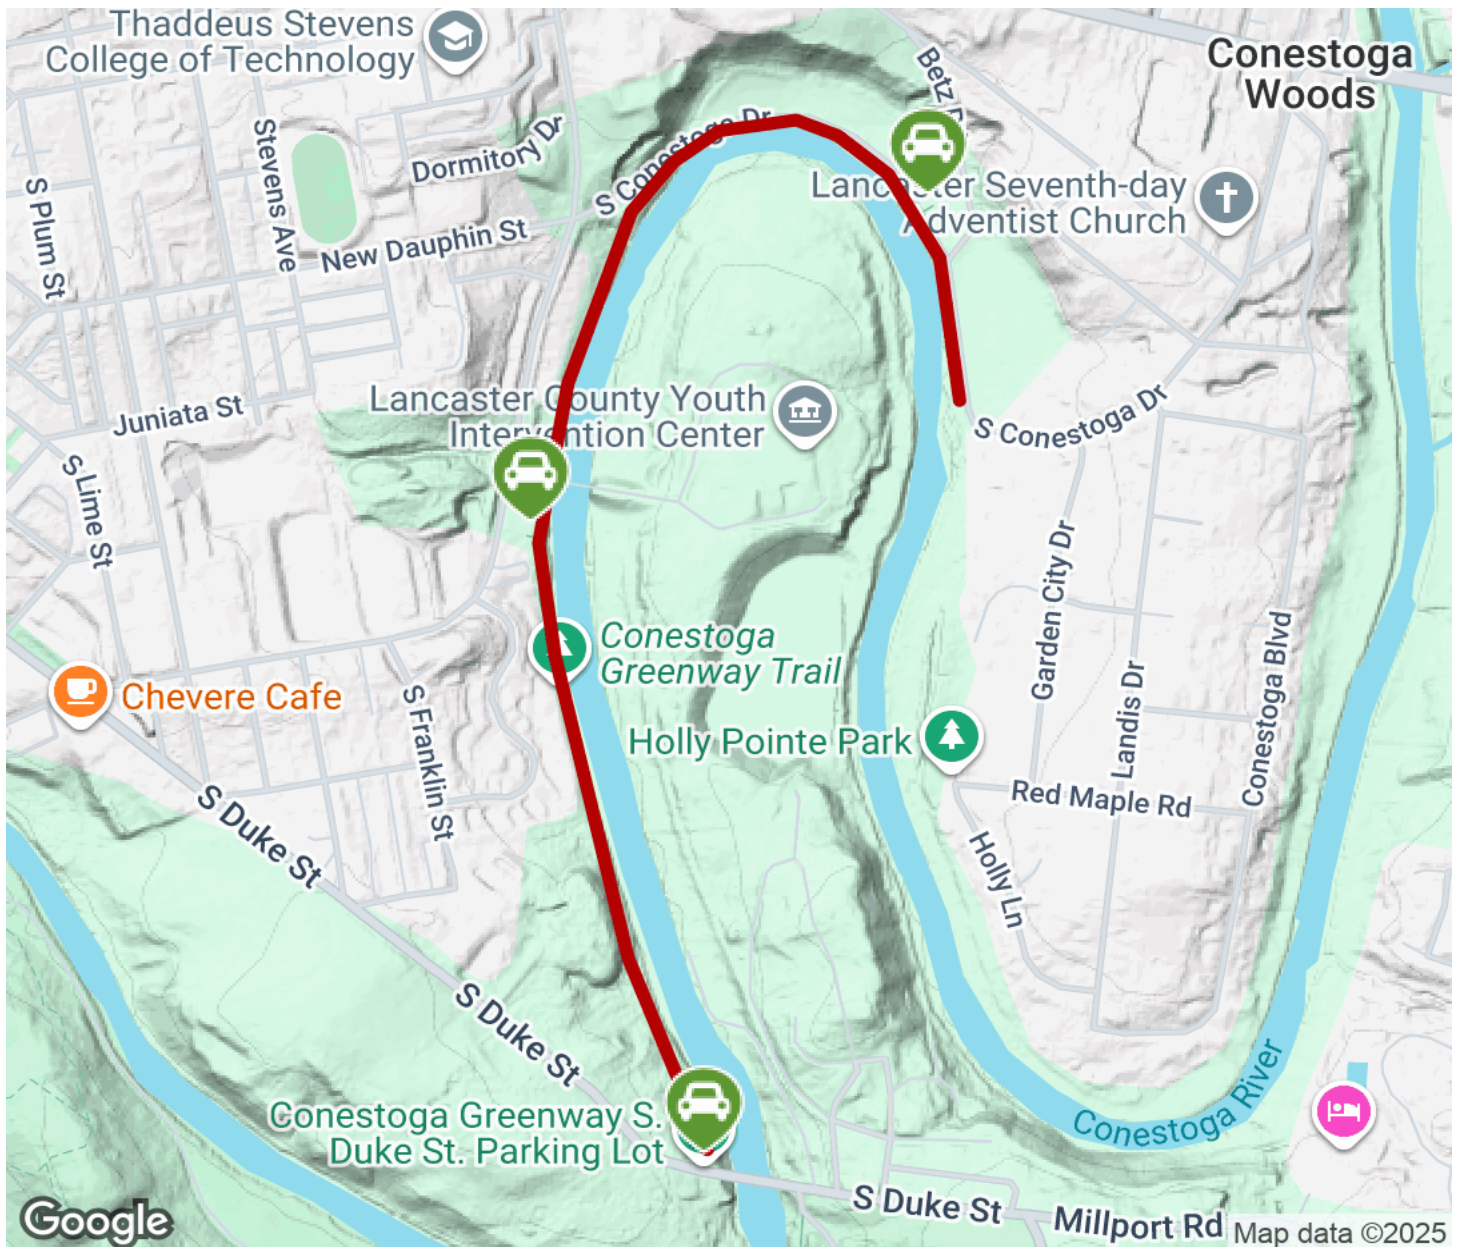 Thaddeus Stevens
College of Technology
Conestoga
Woods
Betz
Dormitory Dr
S Conestoga Dr
Stevens Ave
S Plum St
New Dauphin St
Lancaster Seventh-day
Adventist Church
Lancaster County Youth
Intervention Center
Juniata St
S Conestoga Dr
S Lime St
Garden City Dr
Conestoga
Greenway Trail
Chevere Cafe
S Franklin St
Holly Pointe Park
Landis Dr
Conestoga Blvd
Red Maple Rd
S Duke St
Holly Ln
S Duke St
Conestoga River
Conestoga Greenway S.
Duke St. Parking Lot
S Duke St
Millport Rd
Google
Map data ©2025